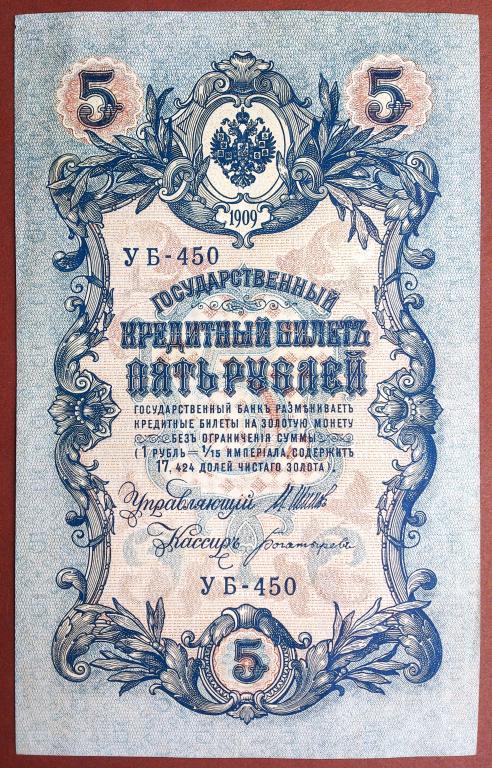 5 5
1909
УБ-450
ГОСУДАРСТВЕННЫЙ
КРЕДИТНЫЙ БИЛЕТЪ
ПЯТЬ РУБЛЕЙ
ГОСУДАРСТВЕННЫЙ БАНКЪ РАЗМѢНИВАЕТЪ
КРЕДИТНЫЕ БИЛЕТЫ НА ЗОЛОТУЮ МОНЕТУ
БЕЗЪ ОГРАНИЧЕНІЯ СУММЫ
(1 РУБЛЬ — 1/15 ИМПЕРІАЛА, СОДЕРЖИТЪ
17,424 ДОЛЕЙ ЧИСТАГО ЗОЛОТА).
Управляющій И Шипов
Кассиръ Богатырев
УБ-450
5